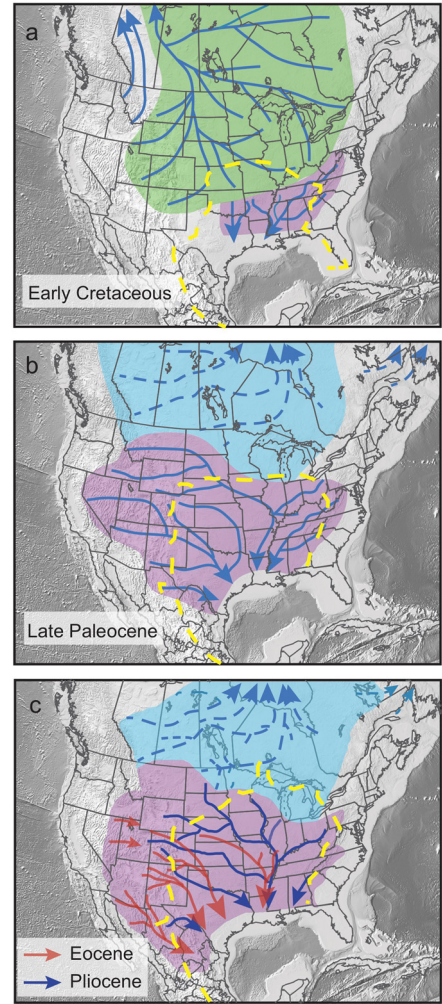 a
Early Cretaceous
b
Late Paleocene
c
Eocene
Pliocene